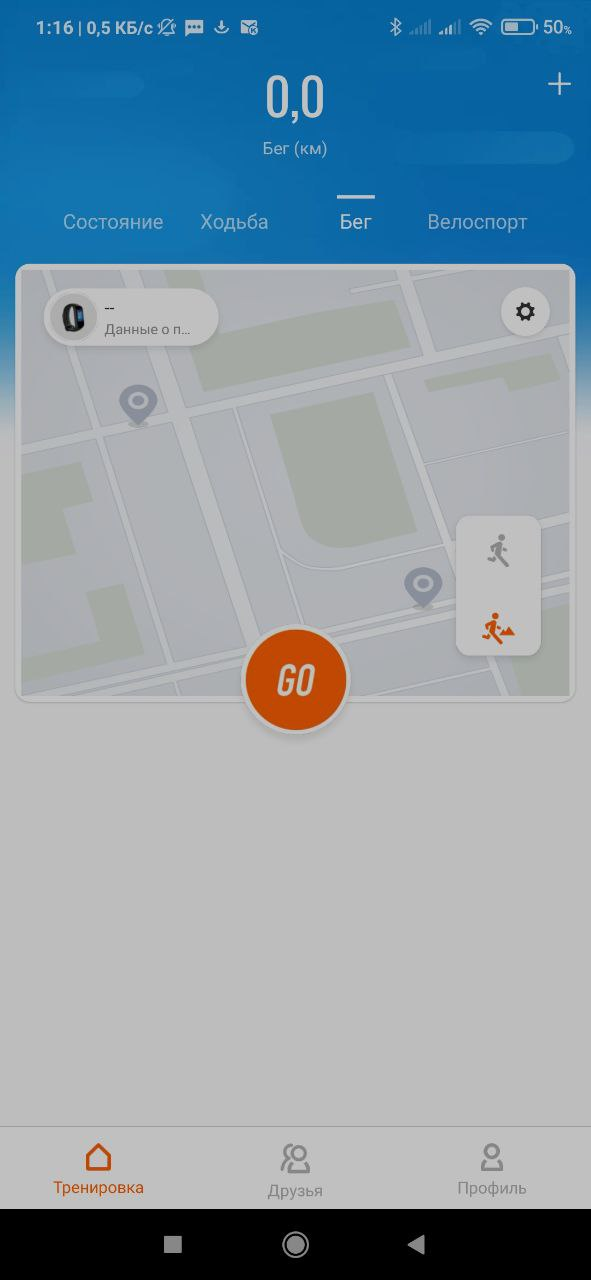 1:16 | 0,5 КБ/с
50%
0,0
Бег (км)
Состояние Ходьба Бег Велоспорт
--
Данные о п...
GO
Тренировка Друзья Профиль